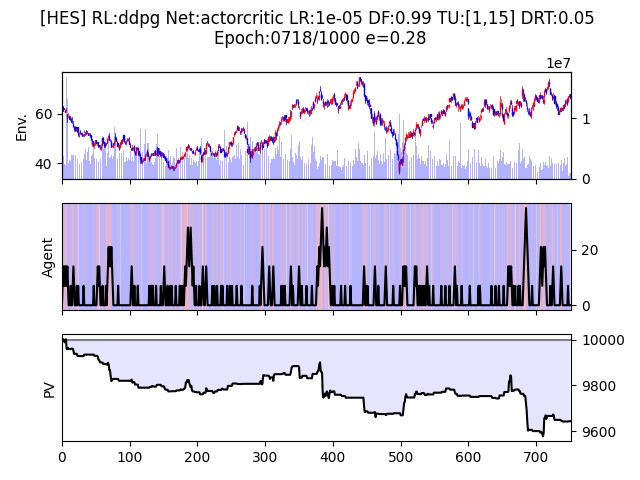 [HES] RL:ddpg Net:actorcritic LR:1e-05 DF:0.99 TU:[1,15] DRT:0.05
Epoch:0718/1000 e=0.28
1e7
Env.
60
40
1
0
Agent
20
0
PV
10000
9800
9600
0 100 200 300 400 500 600 700